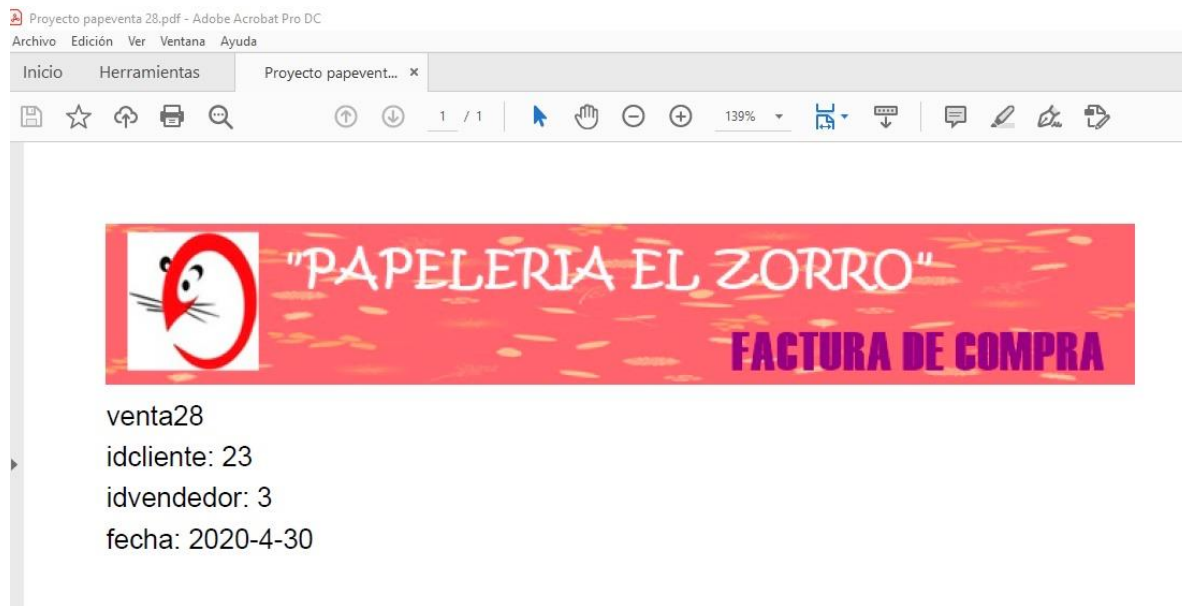 Proyecto papeventa 28.pdf - Adobe Acrobat Pro DC
Archivo Edición Ver Ventana Ayuda
Inicio Herramientas Proyecto papevent... ×
1 / 1 139%
"PAPELERIA EL ZORRO"
FACTURA DE COMPRA
venta28
idcliente: 23
idvendedor: 3
fecha: 2020-4-30